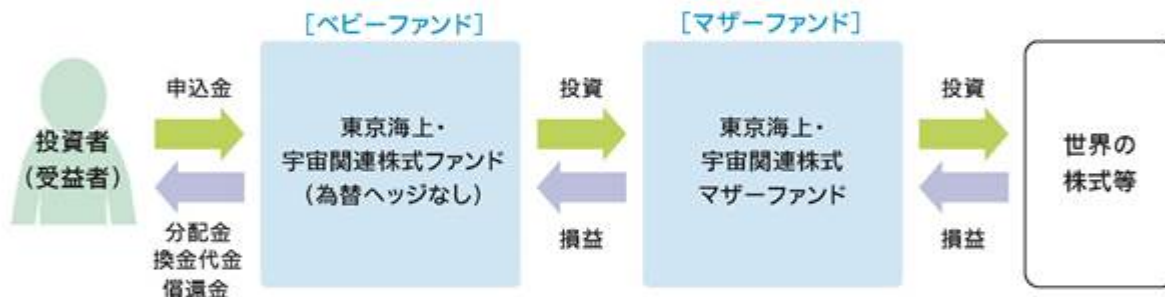 [ベビーファンド]
[マザーファンド]
投資者
(受益者)
申込金
分配金
換金代金
償還金
東京海上・
宇宙関連株式ファンド
(為替ヘッジなし)
投資
損益
東京海上・
宇宙関連株式
マザーファンド
投資
損益
世界の
株式等